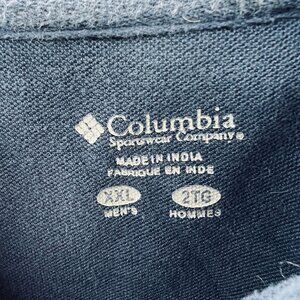 Columbia
Sportswear Company®
MADE IN INDIA
FABRIQUE EN INDE
XXL 2TG
MEN'S HOMMES